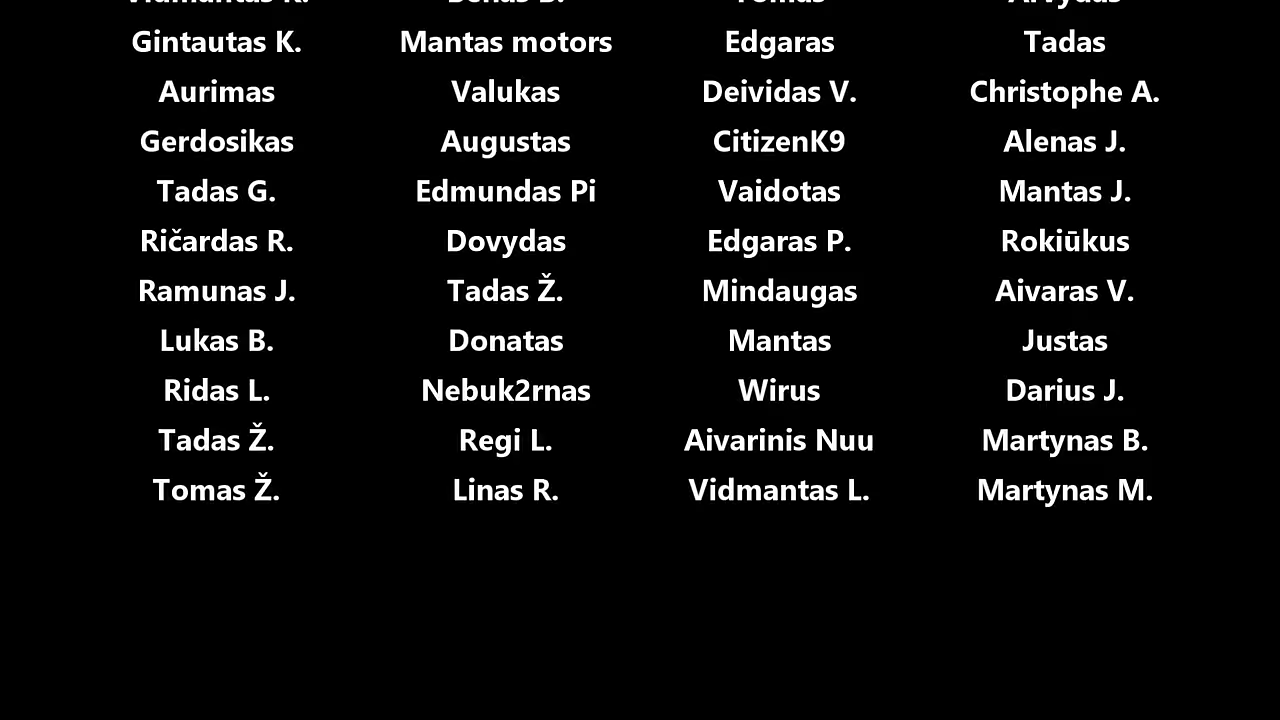 Gintautas K. Mantas motors Edgaras Tadas
Aurimas Valukas Deividas V. Christophe A.
Gerdosikas Augustas CitizenK9 Alenas J.
Tadas G. Edmundas Pi Vaidotas Mantas J.
Ričardas R. Dovydas Edgaras P. Rokiūkus
Ramunas J. Tadas Ž. Mindaugas Aivaras V.
Lukas B. Donatas Mantas Justas
Ridas L. Nebuk2rnas Wirus Darius J.
Tadas Ž. Regi L. Aivarinis Nuu Martynas B.
Tomas Ž. Linas R. Vidmantas L. Martynas M.